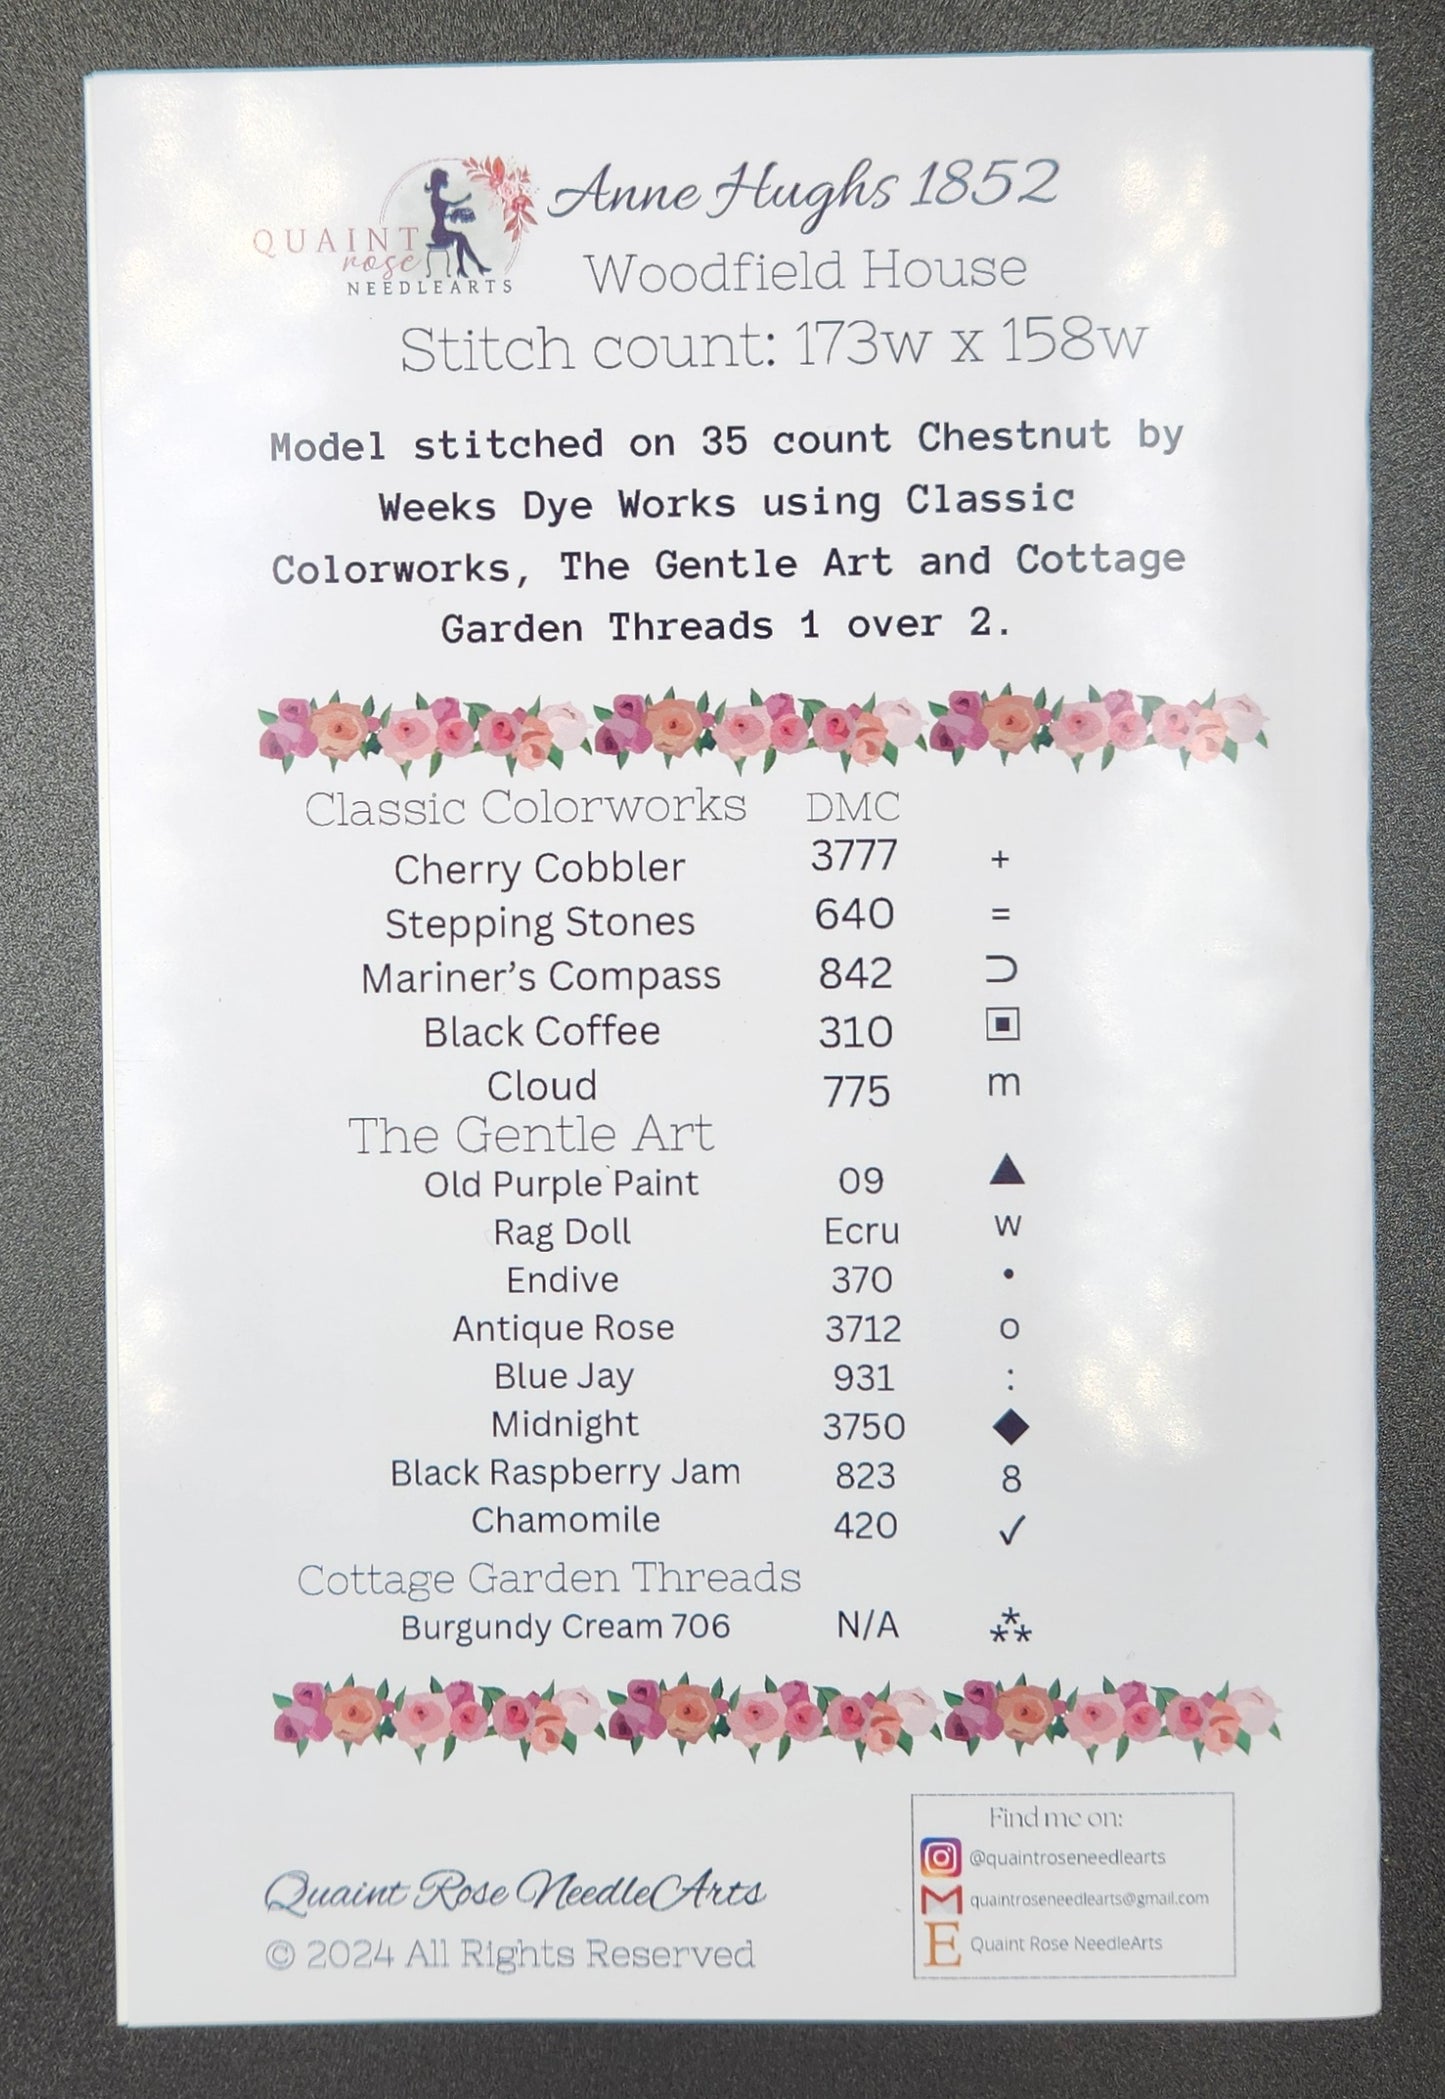 QUAINT
rose
NEEDLEARTS
Anne Hughs 1852
Woodfield House
Stitch count: 173w x 158w
Model stitched on 35 count Chestnut by
Weeks Dye Works using Classic
Colorworks, The Gentle Art and Cottage
Garden Threads 1 over 2.
Classic Colorworks DMC
Cherry Cobbler 3777 +
Stepping Stones 640 =
Mariner's Compass 842 ⊃
Black Coffee 310 ▣
Cloud 775 m
The Gentle Art
Old Purple Paint 09 ▲
Rag Doll Ecru w
Endive 370 •
Antique Rose 3712 o
Blue Jay 931 :
Midnight 3750 ◆
Black Raspberry Jam 823 8
Chamomile 420 ✓
Cottage Garden Threads
Burgundy Cream 706 N/A ⁂
Quaint Rose NeedleArts
© 2024 All Rights Reserved
Find me on:
@quaintroseneedlearts
quaintroseneedlearts@gmail.com
E Quaint Rose NeedleArts